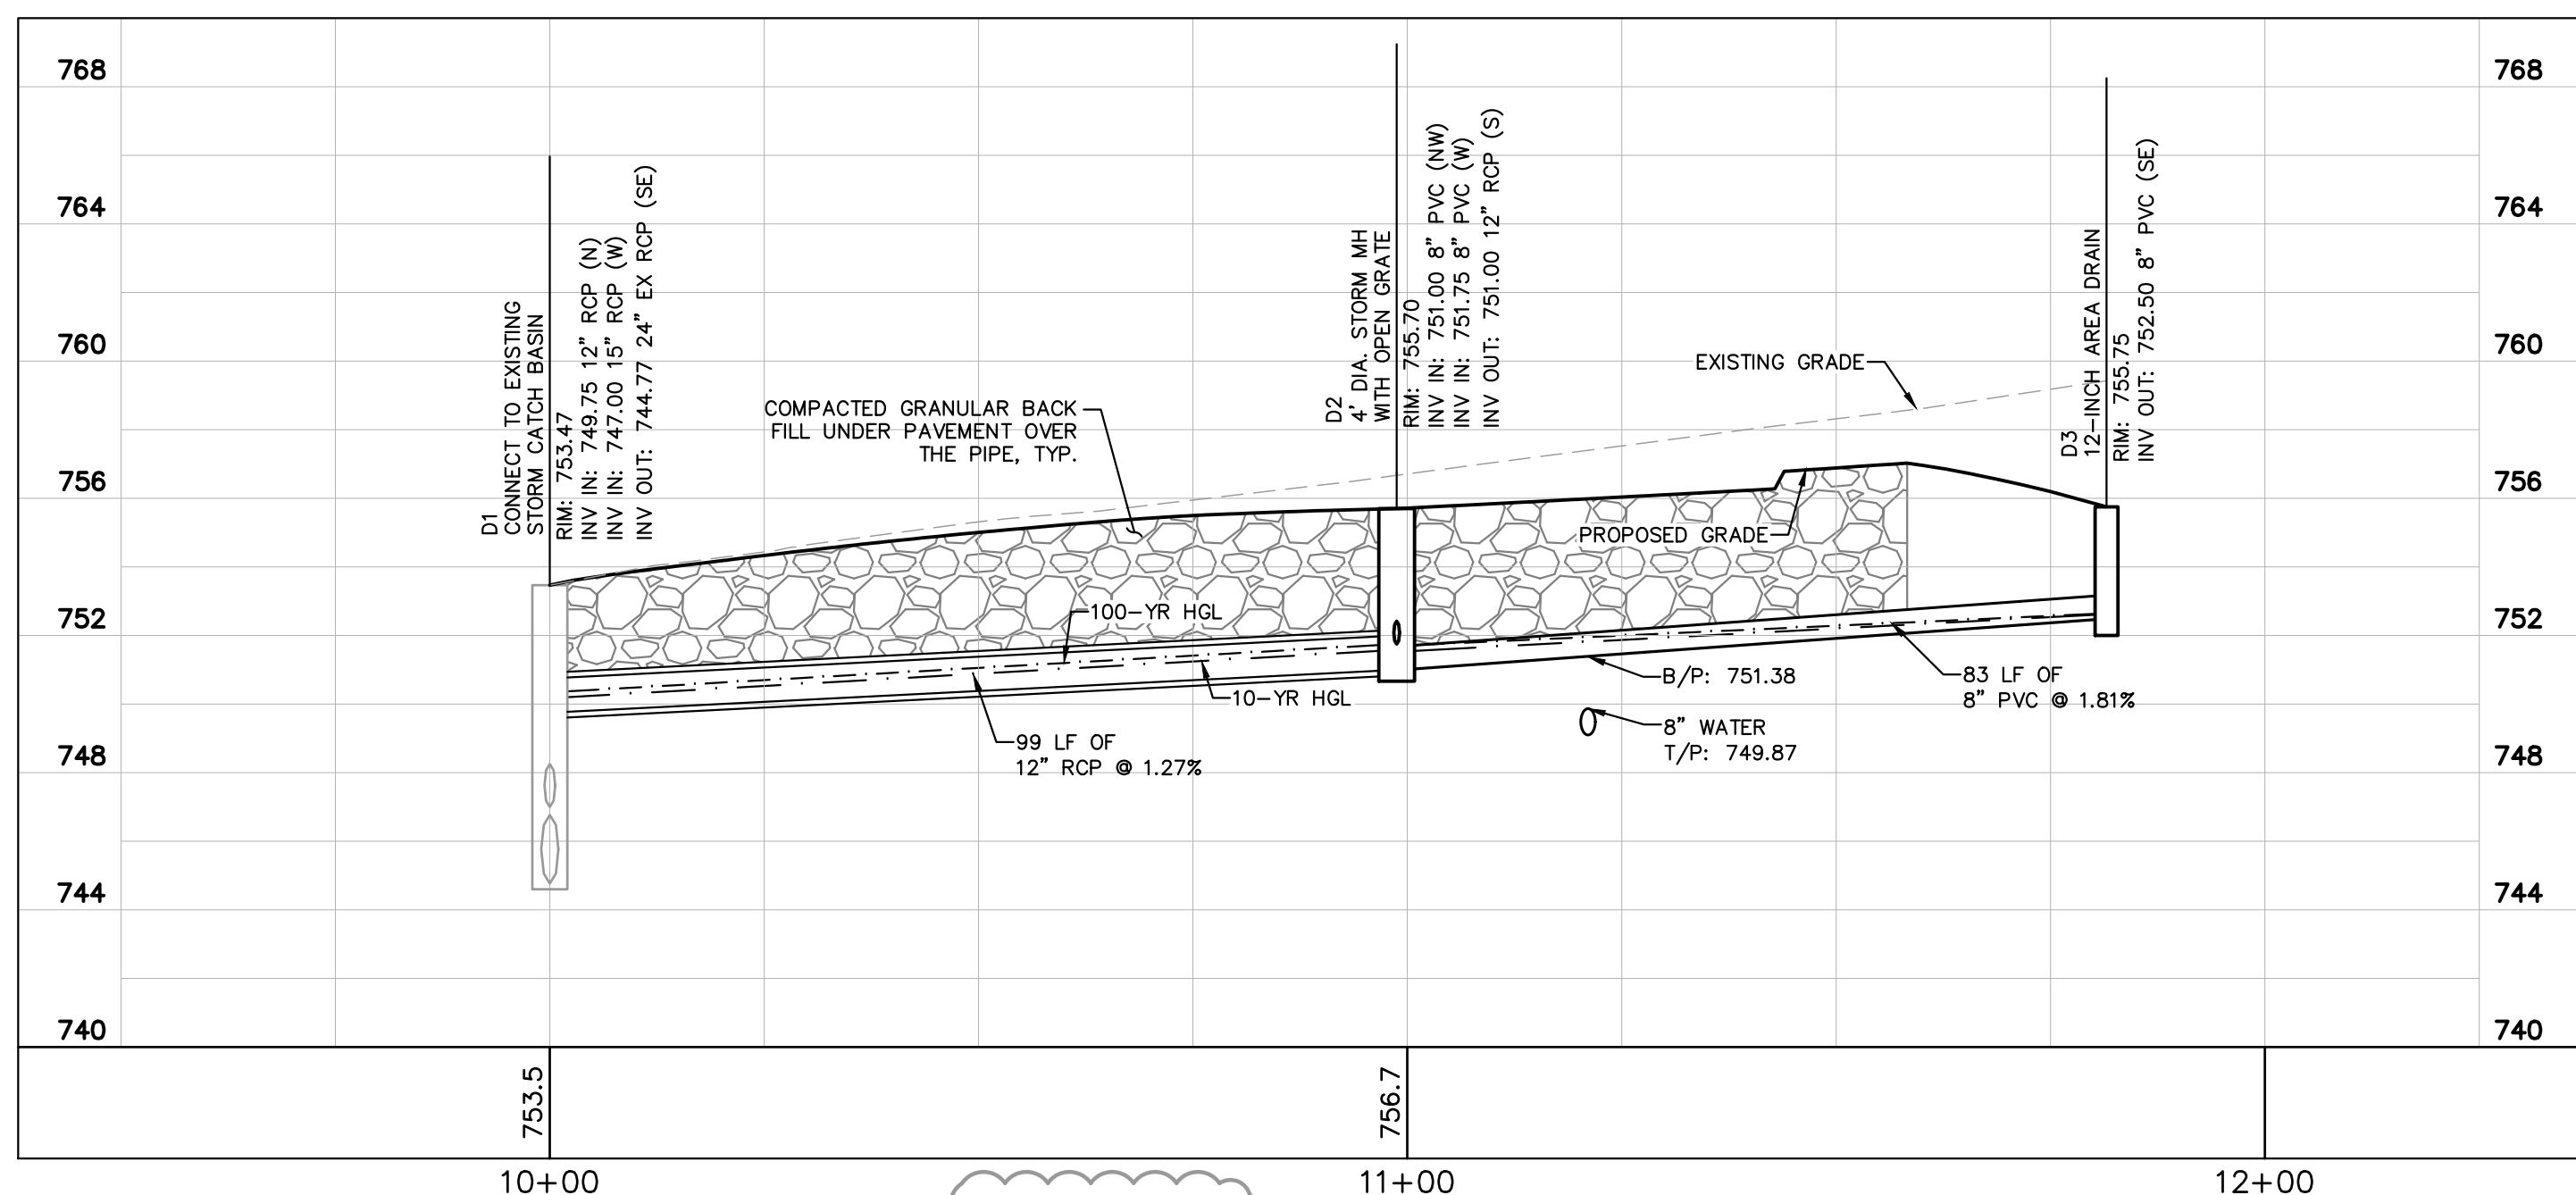 768
764
760
756
752
748
744
740
D1
CONNECT TO EXISTING
STORM CATCH BASIN
RIM: 753.47
INV IN: 749.75 12" RCP (N)
INV IN: 747.00 15" RCP (W)
INV OUT: 744.77 24" EX RCP (SE)
COMPACTED GRANULAR BACK
FILL UNDER PAVEMENT OVER
THE PIPE, TYP.
D2
4' DIA. STORM MH
WITH OPEN GRATE
RIM: 755.70
INV IN: 751.00 8" PVC (NW)
INV IN: 751.75 8" PVC (W)
INV OUT: 751.00 12" RCP (S)
EXISTING GRADE
PROPOSED GRADE
D3
12-INCH AREA DRAIN
RIM: 755.75
INV OUT: 752.50 8" PVC (SE)
100-YR HGL
10-YR HGL
99 LF OF
12" RCP @ 1.27%
B/P: 751.38
8" WATER
T/P: 749.87
83 LF OF
8" PVC @ 1.81%
768
764
760
756
752
748
744
740
753.5
756.7
10+00
11+00
12+00